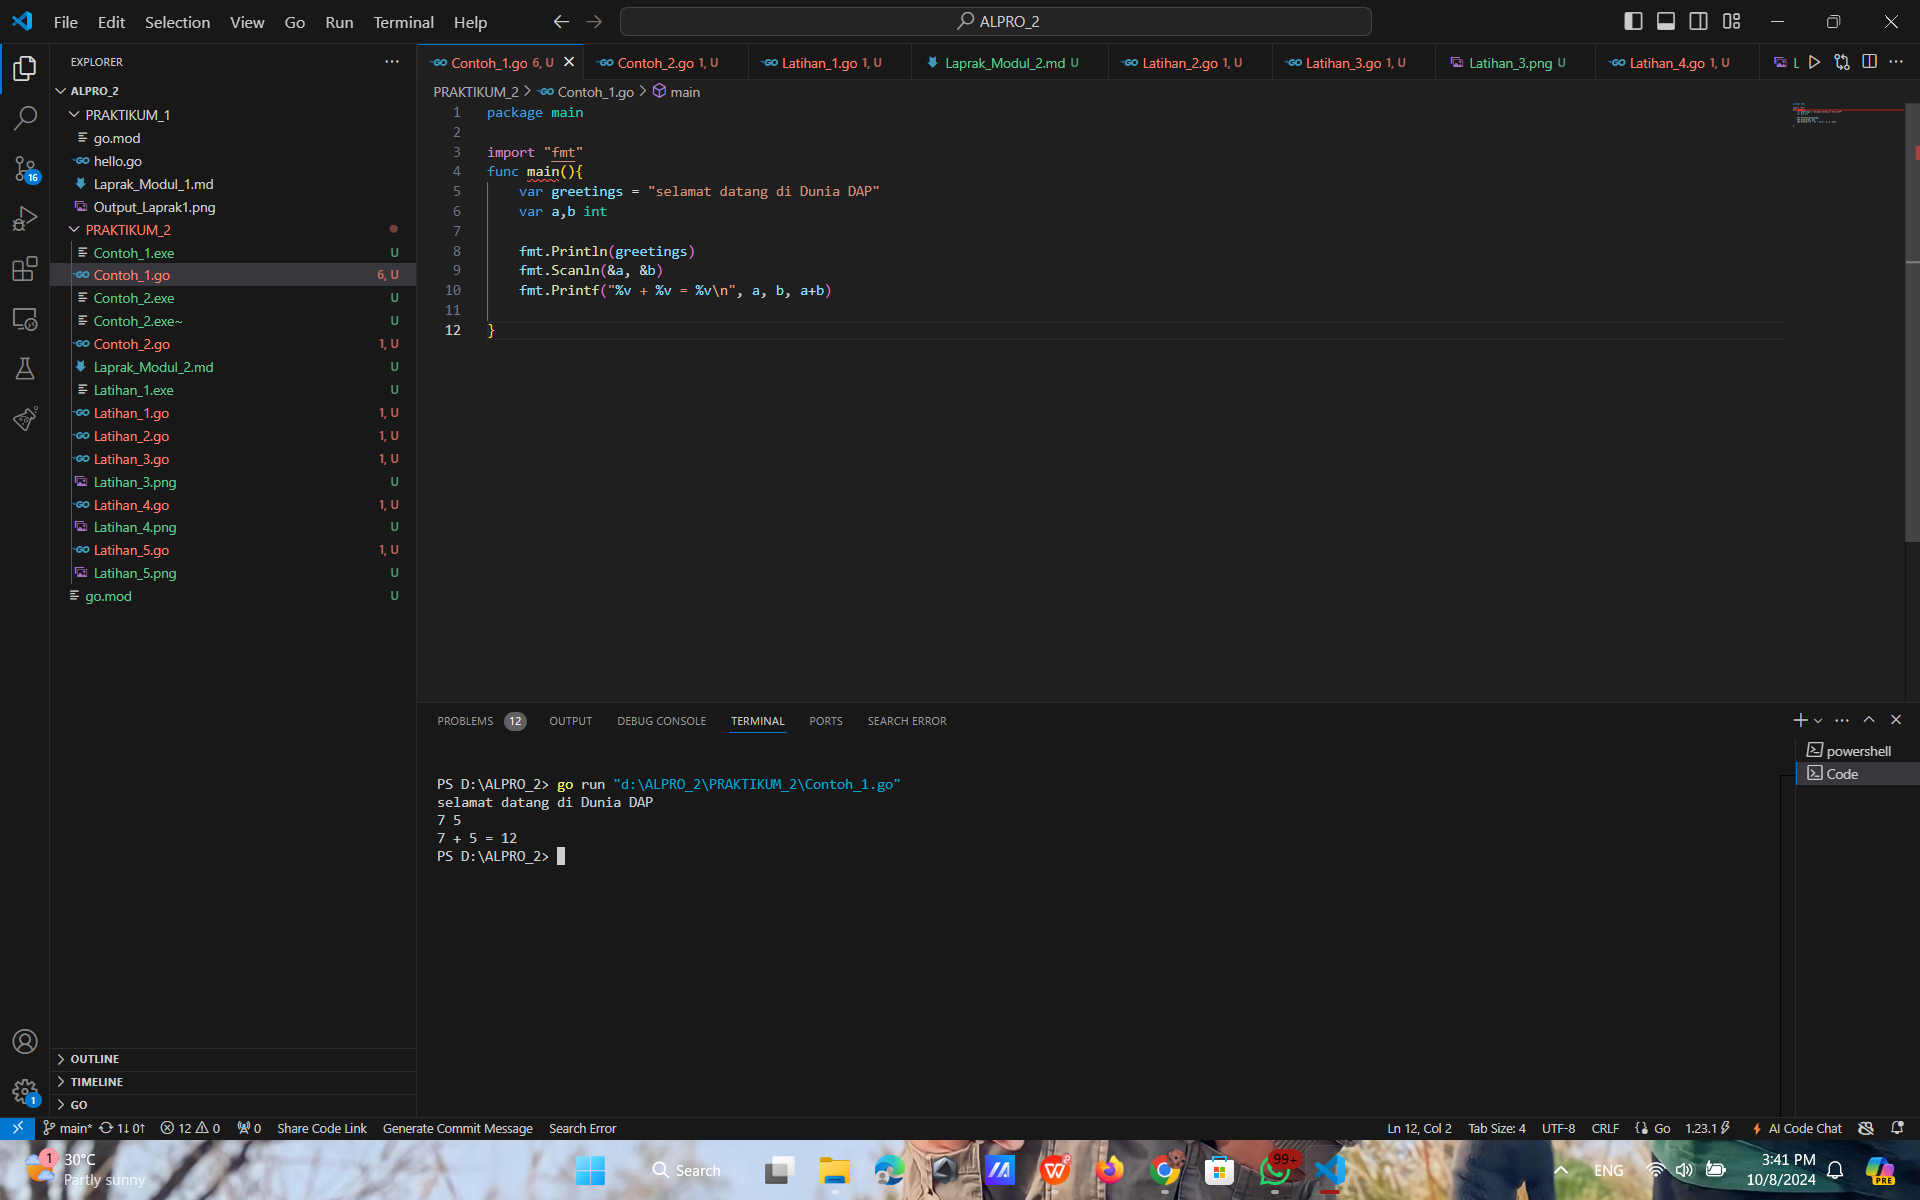 File Edit Selection View Go Run Terminal Help
ALPRO_2
EXPLORER
ALPRO_2
PRAKTIKUM_1
go.mod
hello.go
Laprak_Modul_1.md
Output_Laprak1.png
PRAKTIKUM_2
Contoh_1.exe U
Contoh_1.go 6, U
Contoh_2.exe U
Contoh_2.exe~ U
Contoh_2.go 1, U
Laprak_Modul_2.md U
Latihan_1.exe U
Latihan_1.go 1, U
Latihan_2.go 1, U
Latihan_3.go 1, U
Latihan_3.png U
Latihan_4.go 1, U
Latihan_4.png U
Latihan_5.go 1, U
Latihan_5.png U
go.mod U
OUTLINE
TIMELINE
GO
16
1
Contoh_1.go 6, U Contoh_2.go 1, U Latihan_1.go 1, U Laprak_Modul_2.md U Latihan_2.go 1, U Latihan_3.go 1, U Latihan_3.png U Latihan_4.go 1, U L
PRAKTIKUM_2 > Contoh_1.go > main
1 package main
2
3 import "fmt"
4 func main(){
5 var greetings = "selamat datang di Dunia DAP"
6 var a,b int
7
8 fmt.Println(greetings)
9 fmt.Scanln(&a, &b)
10 fmt.Printf("%v + %v = %v\n", a, b, a+b)
11
12 }
PROBLEMS 12 OUTPUT DEBUG CONSOLE TERMINAL PORTS SEARCH ERROR
powershell
Code
PS D:\ALPRO_2> go run "d:\ALPRO_2\PRAKTIKUM_2\Contoh_1.go"
selamat datang di Dunia DAP
7 5
7 + 5 = 12
PS D:\ALPRO_2>
main* 1↓ 0↑ 12 0 0 Share Code Link Generate Commit Message Search Error Ln 12, Col 2 Tab Size: 4 UTF-8 CRLF Go 1.23.1 AI Code Chat
1 30°C
Partly sunny
Search
99+
ENG
3:41 PM
10/8/2024
PRE